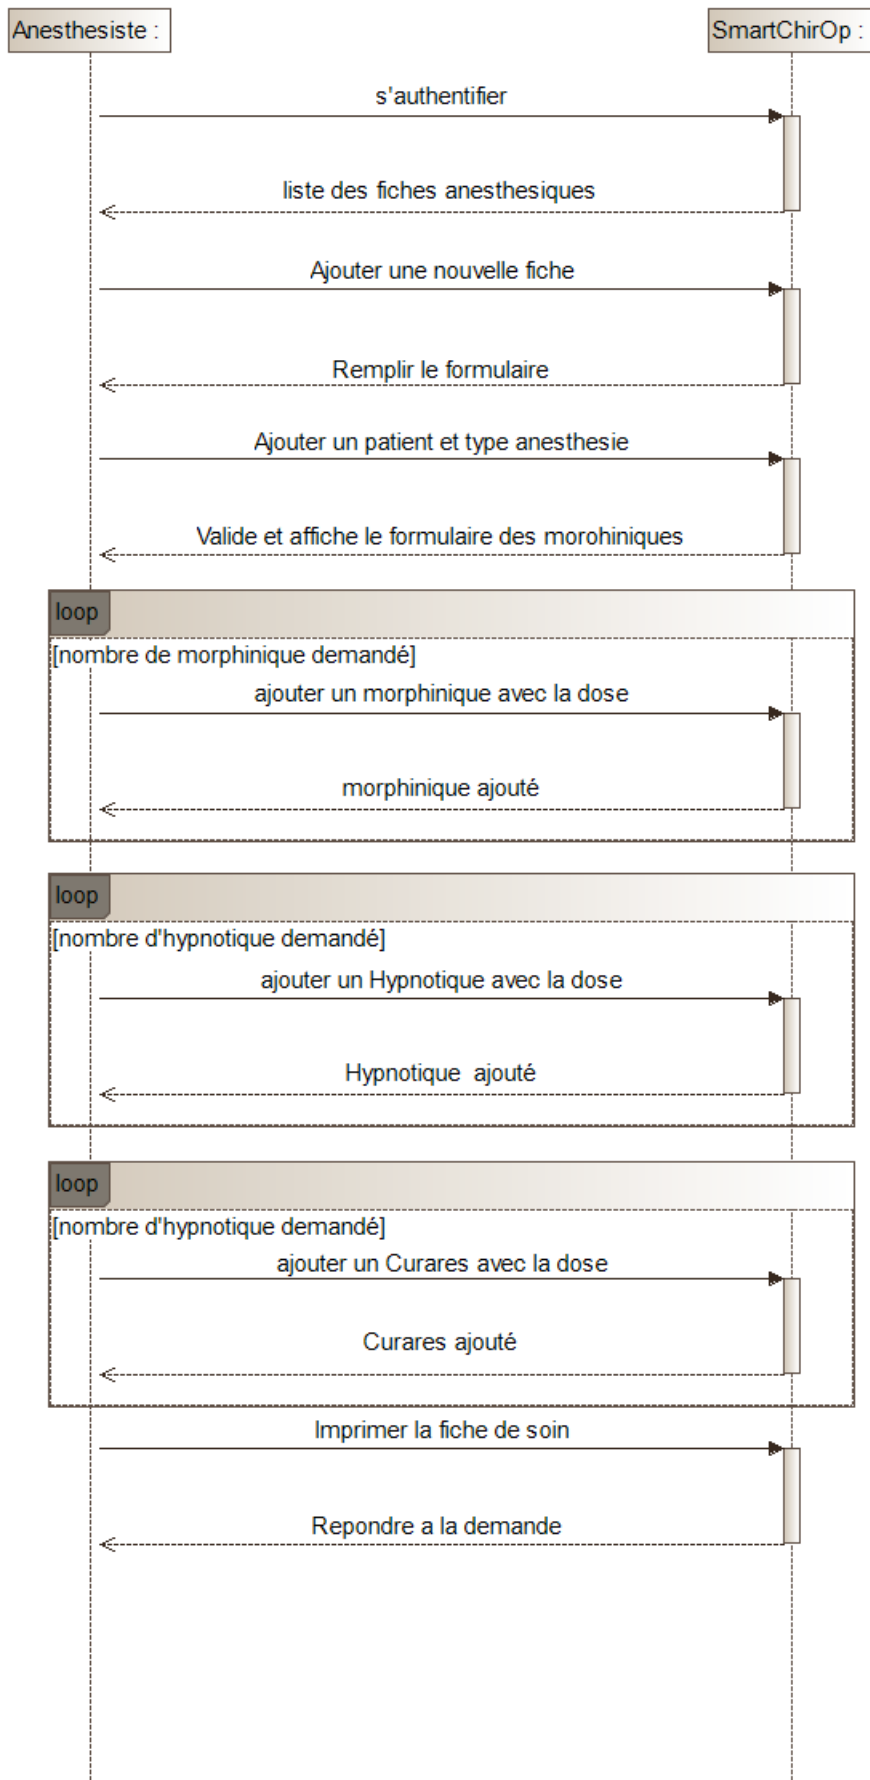 Anesthesiste :
SmartChirOp :
s'authentifier
liste des fiches anesthesiques
Ajouter une nouvelle fiche
Remplir le formulaire
Ajouter un patient et type anesthesie
Valide et affiche le formulaire des morohiniques
loop
[nombre de morphinique demandé]
ajouter un morphinique avec la dose
morphinique ajouté
loop
[nombre d'hypnotique demandé]
ajouter un Hypnotique avec la dose
Hypnotique ajouté
loop
[nombre d'hypnotique demandé]
ajouter un Curares avec la dose
Curares ajouté
Imprimer la fiche de soin
Repondre a la demande